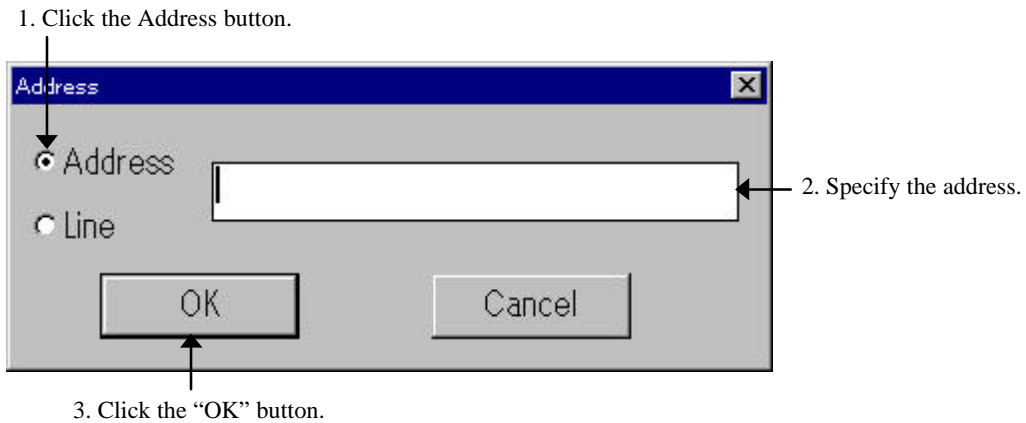 1. Click the Address button.
Address
Address
2. Specify the address.
Line
OK
Cancel
3. Click the “OK” button.